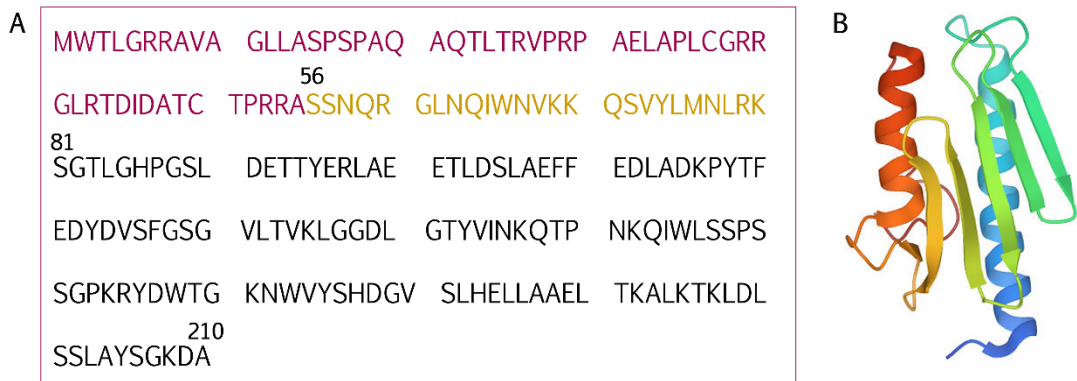 A
B
MWTLGRRAVA GLLASPSPAQ AQTLTRVPRP AELAPLCGRR
56
GLRTDIDATC TPRRASSNQR GLNQIWNVKK QSVYLMNLRK
81
SGTLGHPGSL DETTYERLAE ETLDSLAEFF EDLADKPYTF
EDYDVSFGSG VLTVKLGGDL GTYVINKQTP NKQIWLSSPS
SGPKRYDWTG KNWVYSHDGV SLHELLAAEL TKALKTKLDL
210
SSLAYSGKDA